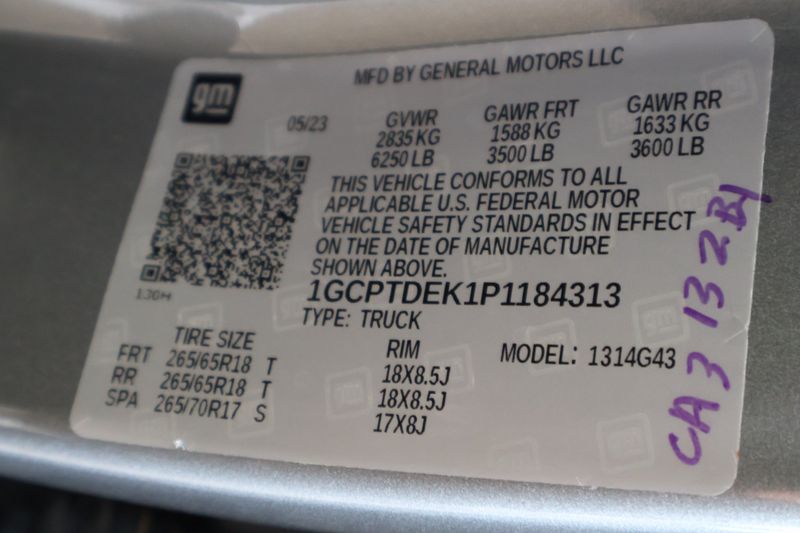 gm
MFD BY GENERAL MOTORS LLC
05/23
GVWR GAWR FRT GAWR RR
2835 KG 1588 KG 1633 KG
6250 LB 3500 LB 3600 LB
THIS VEHICLE CONFORMS TO ALL
APPLICABLE U.S. FEDERAL MOTOR
VEHICLE SAFETY STANDARDS IN EFFECT
ON THE DATE OF MANUFACTURE
SHOWN ABOVE.
1GCPTDEK1P1184313
TYPE: TRUCK
TIRE SIZE RIM MODEL: 1314G43
FRT 265/65R18 T 18X8.5J
RR 265/65R18 T 18X8.5J
SPA 265/70R17 S 17X8J
CA3 132